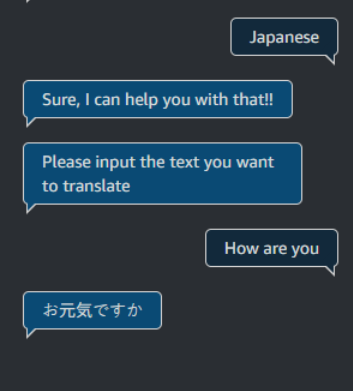 Japanese
Sure, I can help you with that!!
Please input the text you want
to translate
How are you
お元気ですか